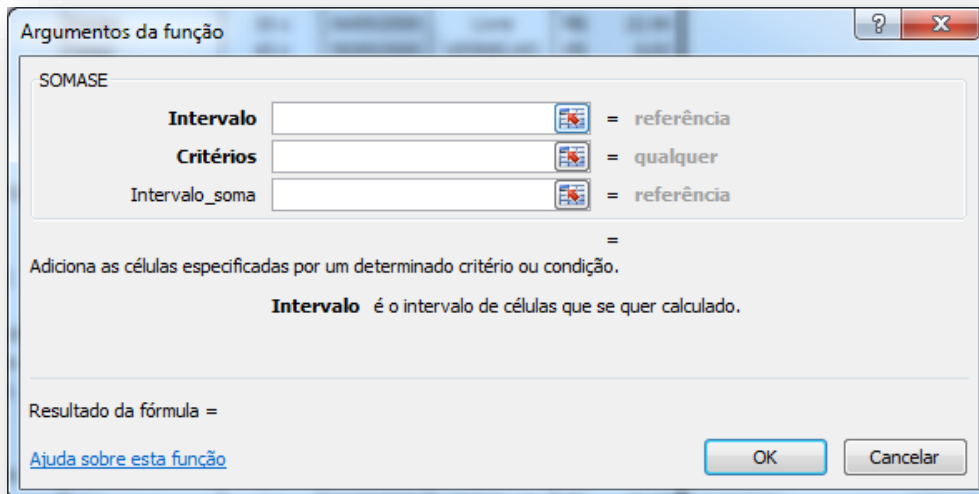 Argumentos da função
SOMASE
Intervalo = referência
Critérios = qualquer
Intervalo_soma = referência
=
Adiciona as células especificadas por um determinado critério ou condição.
Intervalo é o intervalo de células que se quer calculado.
Resultado da fórmula =
Ajuda sobre esta função
OK Cancelar